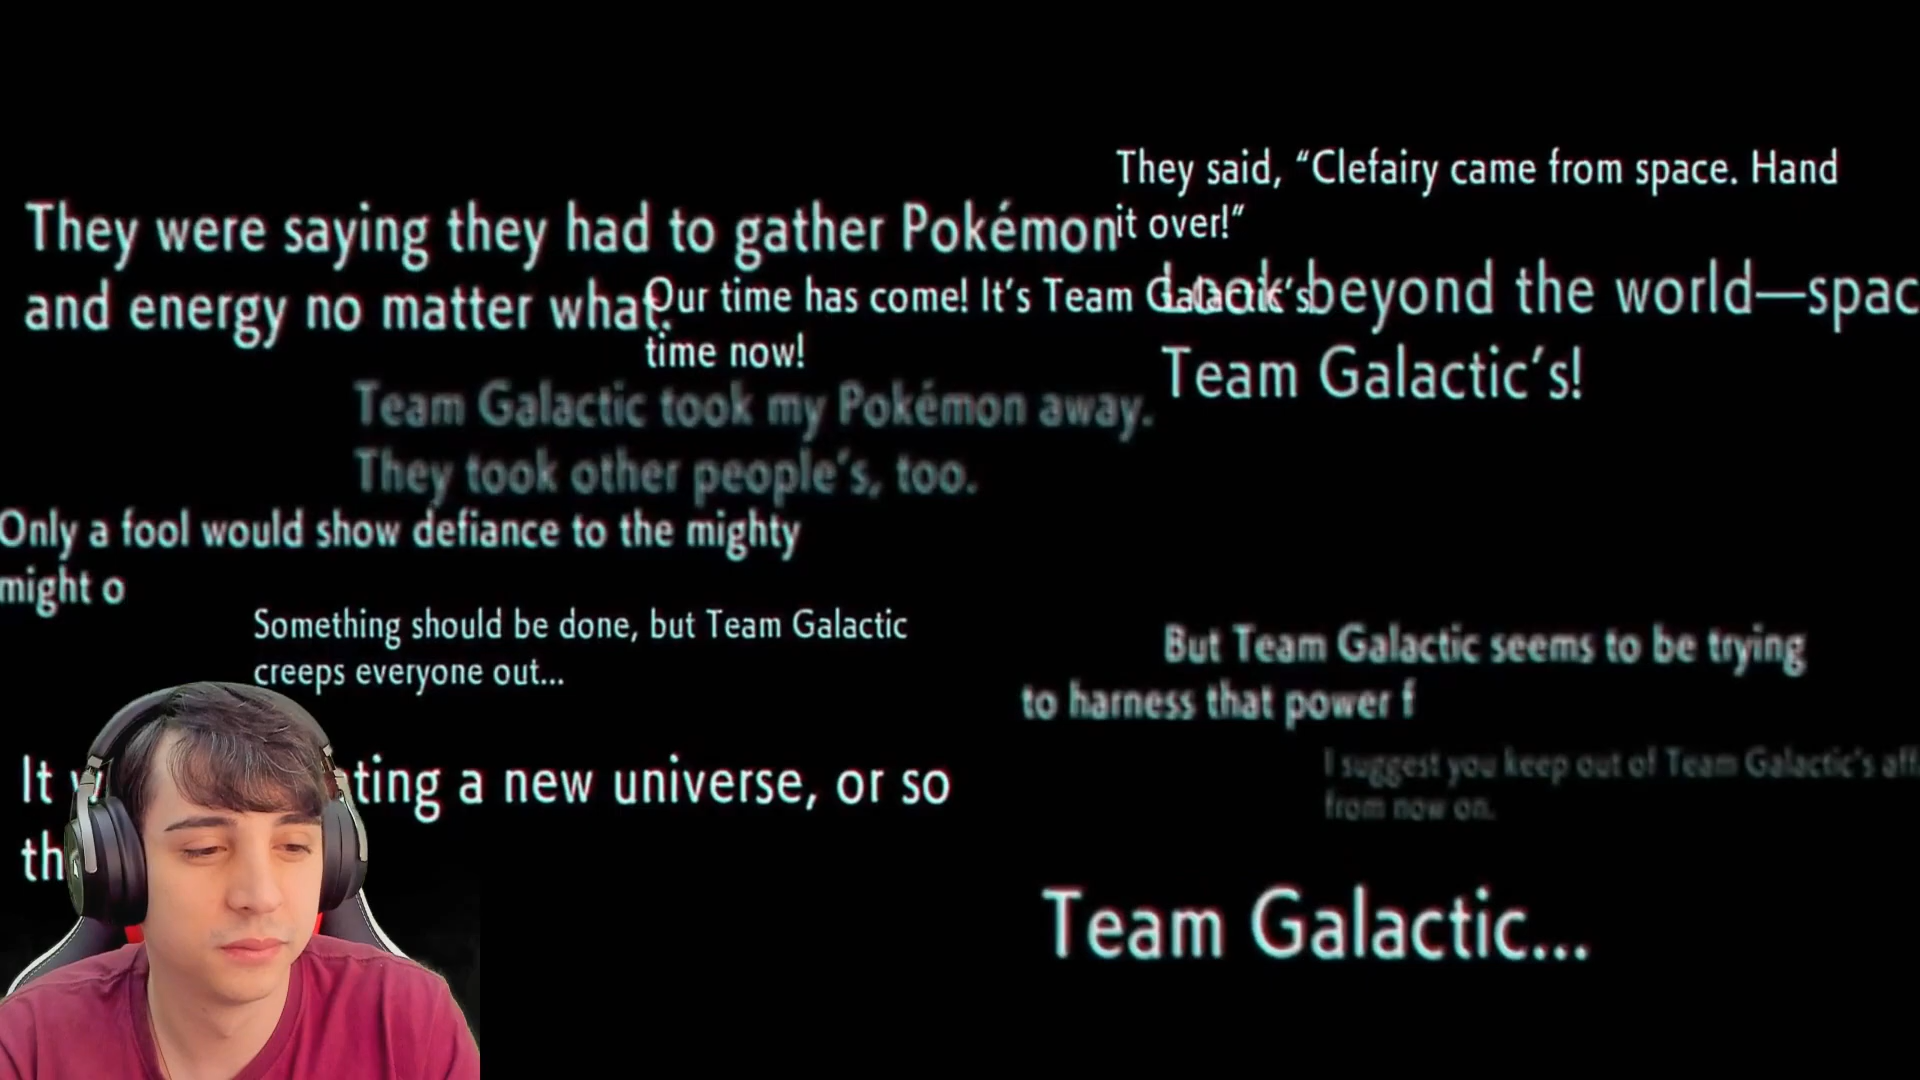 They said, “Clefairy came from space. Hand
it over!”
They were saying they had to gather Pokémon
and energy no matter what.
Our time has come! It’s Team Galactic’s
time now!
Look beyond the world—spac
Team Galactic’s!
Team Galactic took my Pokémon away.
They took other people’s, too.
Only a fool would show defiance to the mighty
might o
Something should be done, but Team Galactic
creeps everyone out...
But Team Galactic seems to be trying
to harness that power f
I suggest you keep out of Team Galactic’s aff
from now on.
It ting a new universe, or so
th
Team Galactic...